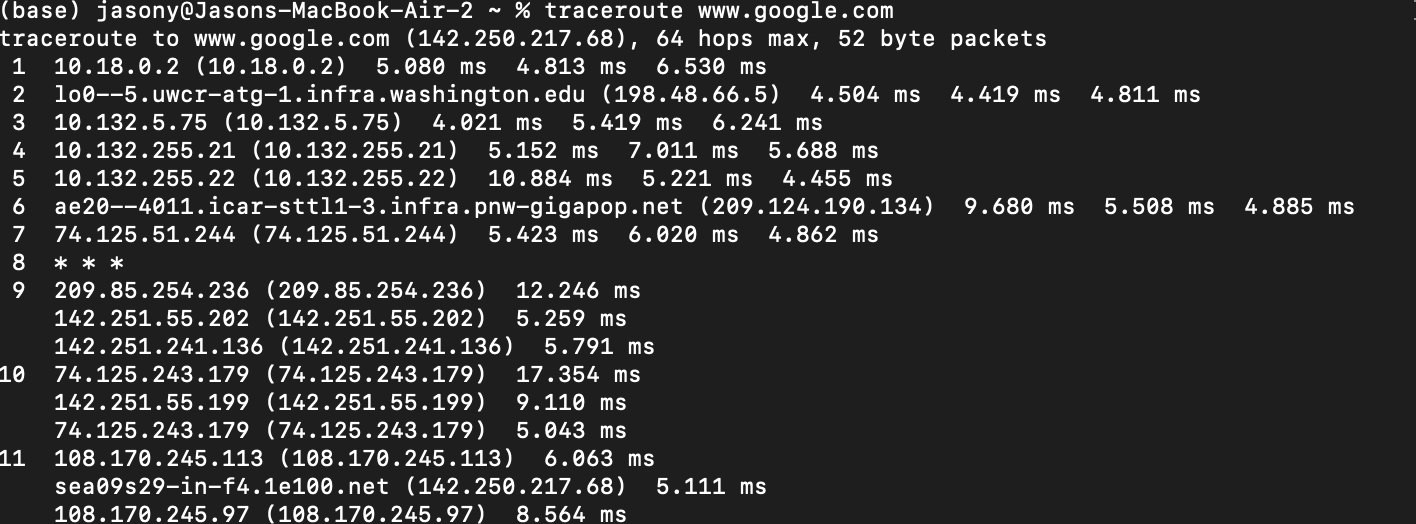 (base) jasony@Jasons-MacBook-Air-2 ~ % traceroute www.google.com
traceroute to www.google.com (142.250.217.68), 64 hops max, 52 byte packets
 1  10.18.0.2 (10.18.0.2)  5.080 ms  4.813 ms  6.530 ms
 2  lo0--5.uwcr-atg-1.infra.washington.edu (198.48.66.5)  4.504 ms  4.419 ms  4.811 ms
 3  10.132.5.75 (10.132.5.75)  4.021 ms  5.419 ms  6.241 ms
 4  10.132.255.21 (10.132.255.21)  5.152 ms  7.011 ms  5.688 ms
 5  10.132.255.22 (10.132.255.22)  10.884 ms  5.221 ms  4.455 ms
 6  ae20--4011.icar-sttl1-3.infra.pnw-gigapop.net (209.124.190.134)  9.680 ms  5.508 ms  4.885 ms
 7  74.125.51.244 (74.125.51.244)  5.423 ms  6.020 ms  4.862 ms
 8  * * *
 9  209.85.254.236 (209.85.254.236)  12.246 ms
    142.251.55.202 (142.251.55.202)  5.259 ms
    142.251.241.136 (142.251.241.136)  5.791 ms
10  74.125.243.179 (74.125.243.179)  17.354 ms
    142.251.55.199 (142.251.55.199)  9.110 ms
    74.125.243.179 (74.125.243.179)  5.043 ms
11  108.170.245.113 (108.170.245.113)  6.063 ms
    sea09s29-in-f4.1e100.net (142.250.217.68)  5.111 ms
    108.170.245.97 (108.170.245.97)  8.564 ms